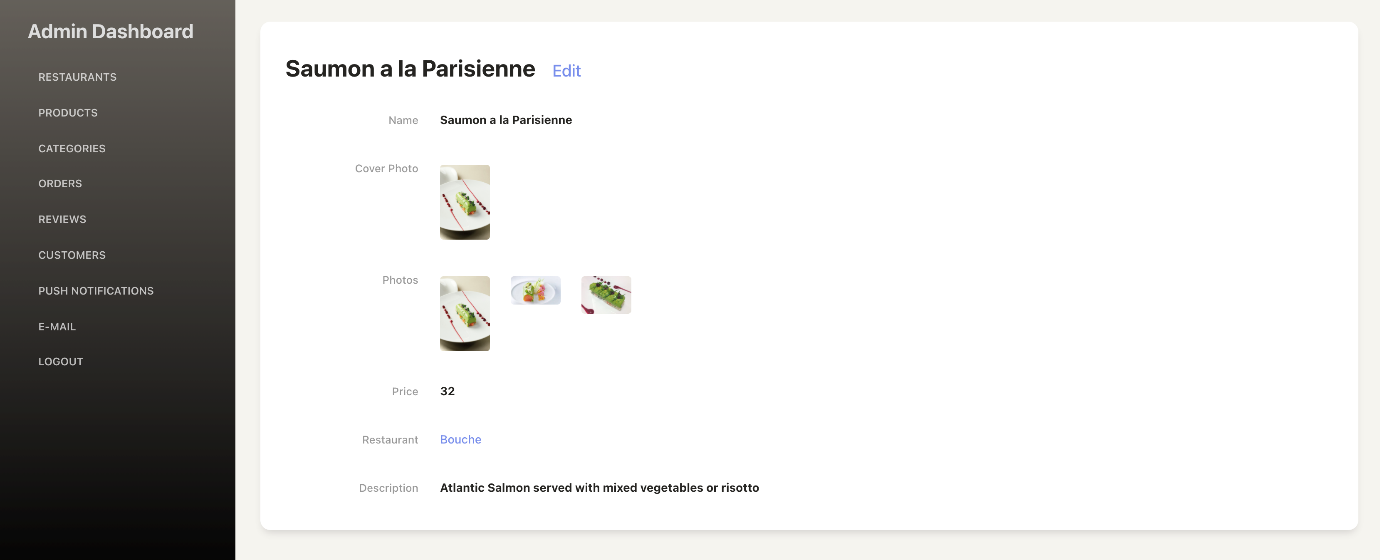 Admin Dashboard
RESTAURANTS
PRODUCTS
CATEGORIES
ORDERS
REVIEWS
CUSTOMERS
PUSH NOTIFICATIONS
E-MAIL
LOGOUT
Saumon a la Parisienne Edit
Name Saumon a la Parisienne
Cover Photo
Photos
Price 32
Restaurant Bouche
Description Atlantic Salmon served with mixed vegetables or risotto